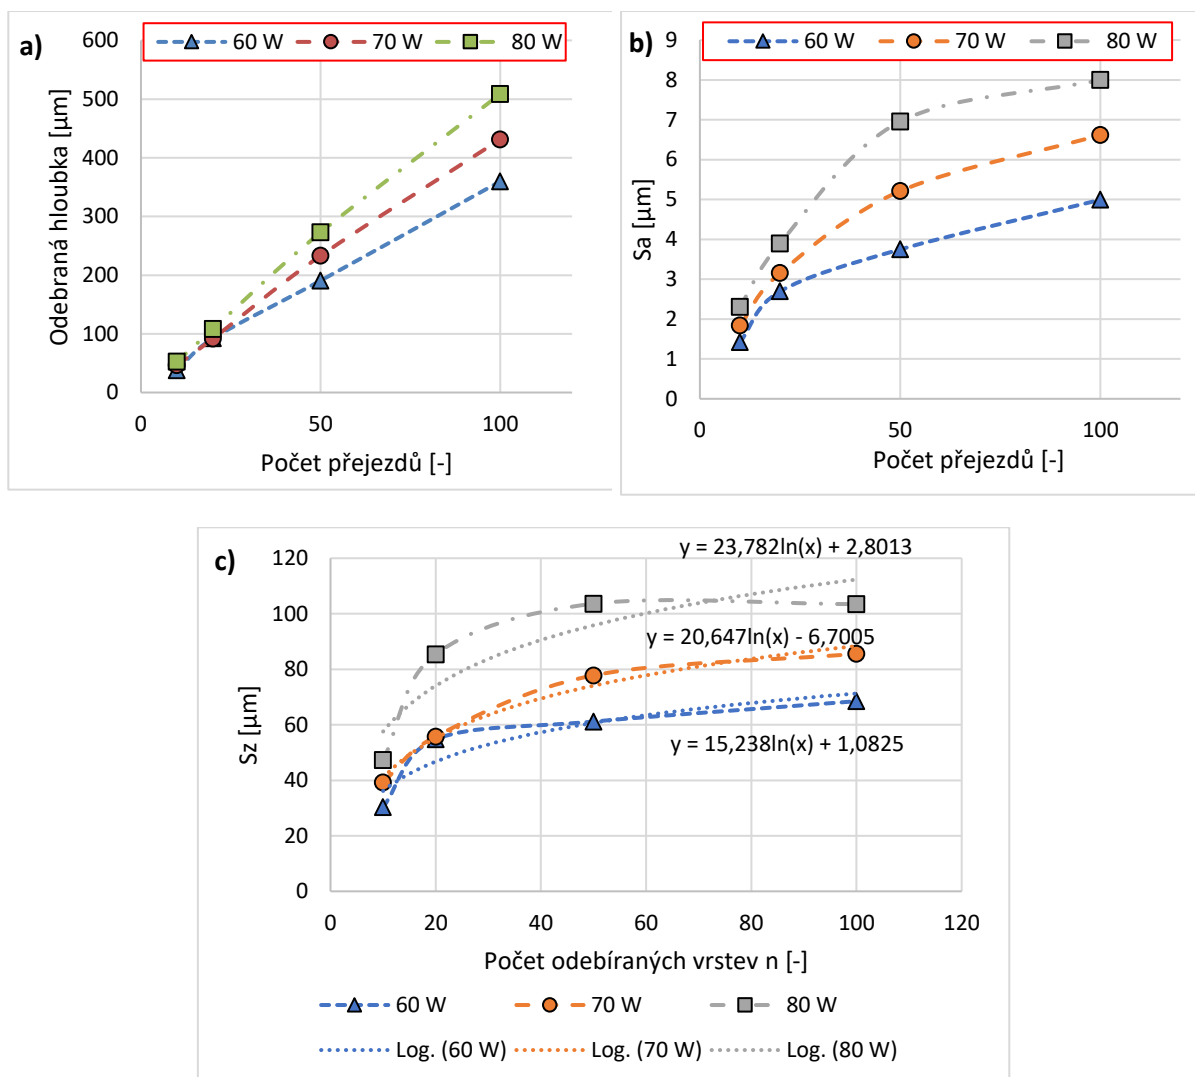 a)
60 W 70 W 80 W
600
500
400
300
200
100
0
0 50 100
Odebraná hloubka [µm]
Počet přejezdů [-]
b)
60 W 70 W 80 W
9
8
7
6
5
4
3
2
1
0
0 50 100
Sa [µm]
Počet přejezdů [-]
c)
y = 23,782ln(x) + 2,8013
y = 20,647ln(x) - 6,7005
y = 15,238ln(x) + 1,0825
120
100
80
60
40
20
0
0 20 40 60 80 100 120
Sz [µm]
Počet odebíraných vrstev n [-]
60 W 70 W 80 W
Log. (60 W) Log. (70 W) Log. (80 W)